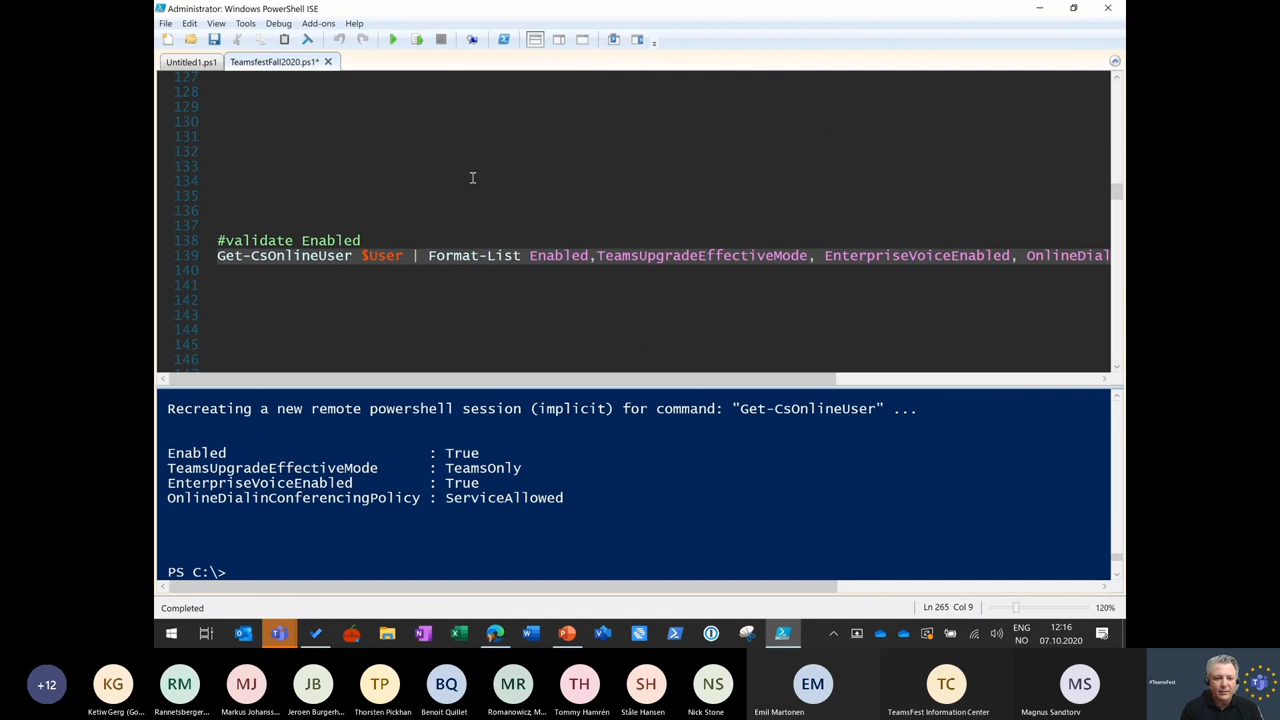 Administrator: Windows PowerShell ISE
File Edit View Tools Debug Add-ons Help
Untitled1.ps1 TeamsfestFall2020.ps1*
127
128
129
130
131
132
133
134
135
136
137
138 #validate Enabled
139 Get-CsOnlineUser $User | Format-List Enabled,TeamsUpgradeEffectiveMode, EnterpriseVoiceEnabled, OnlineDial
140
141
142
143
144
145
146
Recreating a new remote powershell session (implicit) for command: "Get-CsOnlineUser" ...
Enabled : True
TeamsUpgradeEffectiveMode : TeamsOnly
EnterpriseVoiceEnabled : True
OnlineDialinConferencingPolicy : ServiceAllowed
PS C:\>
Completed Ln 265 Col 9 120%
ENG 12:16
NO 07.10.2020
+12 KG RM MJ JB TP BQ MR TH SH NS EM TC MS #TeamsFest
Ketiw Gerg (Go... Rannetsberger... Markus Johanss... Jeroen Burgerh... Thorsten Pickhan Benoit Quillet Romanowicz, M... Tommy Hamrén Ståle Hansen Nick Stone Emil Martonen TeamsFest Information Center Magnus Sandtorv